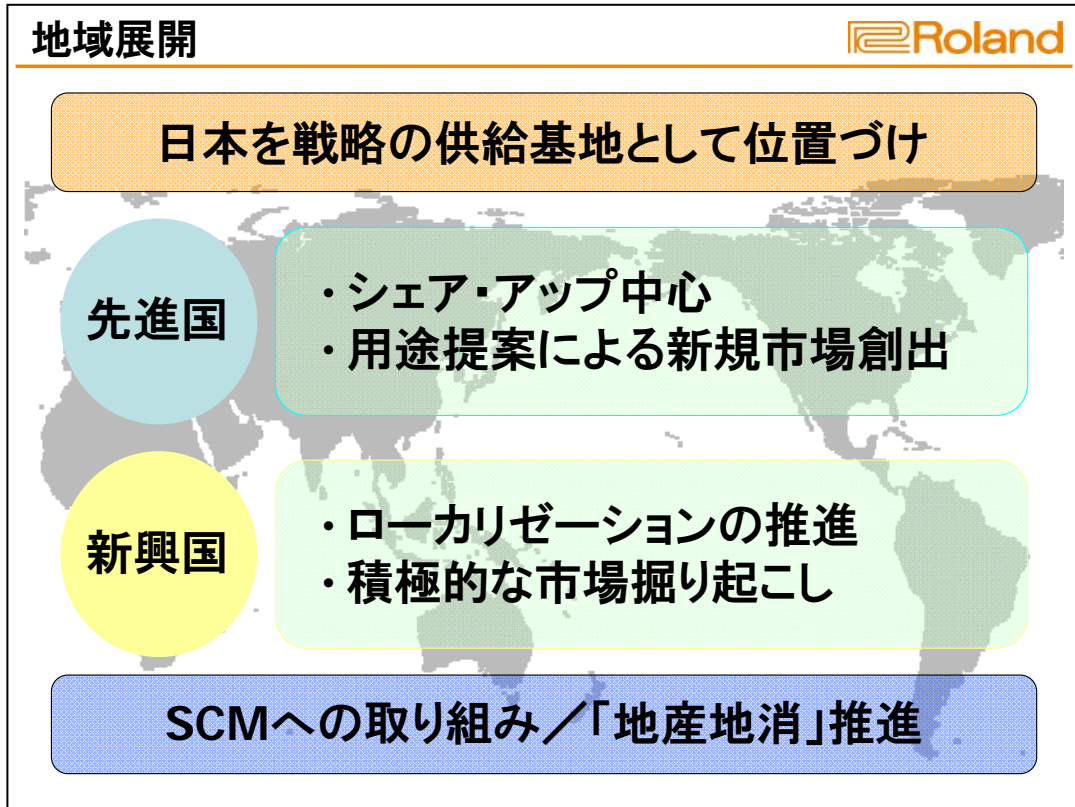 地域展開
Roland
日本を戦略の供給基地として位置づけ
先進国
・シェア・アップ中心
・用途提案による新規市場創出
新興国
・ローカリゼーションの推進
・積極的な市場掘り起こし
SCMへの取り組み／「地産地消」推進